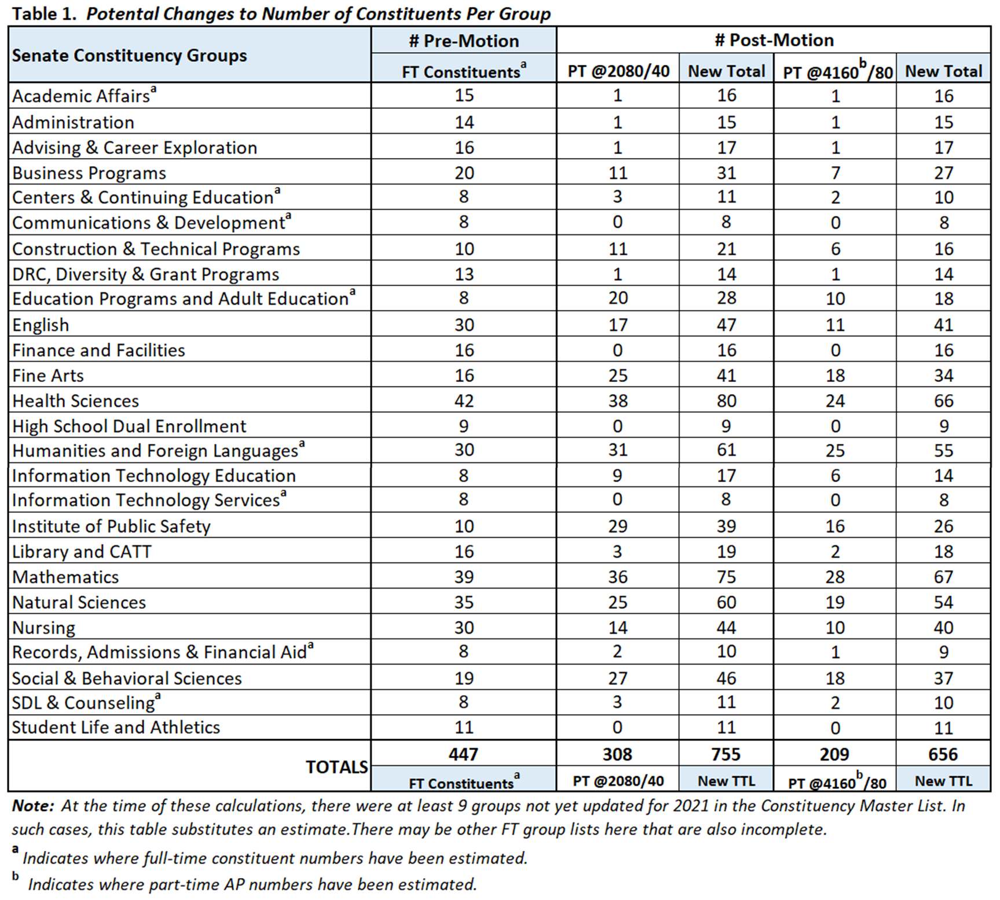 Table 1. Potental Changes to Number of Constituents Per Group
Senate Constituency Groups # Pre-Motion # Post-Motion
FT Constituentsᵃ PT @2080/40 New Total PT @4160ᵇ/80 New Total
Academic Affairsᵃ 15 1 16 1 16
Administration 14 1 15 1 15
Advising & Career Exploration 16 1 17 1 17
Business Programs 20 11 31 7 27
Centers & Continuing Educationᵃ 8 3 11 2 10
Communications & Developmentᵃ 8 0 8 0 8
Construction & Technical Programs 10 11 21 6 16
DRC, Diversity & Grant Programs 13 1 14 1 14
Education Programs and Adult Educationᵃ 8 20 28 10 18
English 30 17 47 11 41
Finance and Facilities 16 0 16 0 16
Fine Arts 16 25 41 18 34
Health Sciences 42 38 80 24 66
High School Dual Enrollment 9 0 9 0 9
Humanities and Foreign Languagesᵃ 30 31 61 25 55
Information Technology Education 8 9 17 6 14
Information Technology Servicesᵃ 8 0 8 0 8
Institute of Public Safety 10 29 39 16 26
Library and CATT 16 3 19 2 18
Mathematics 39 36 75 28 67
Natural Sciences 35 25 60 19 54
Nursing 30 14 44 10 40
Records, Admissions & Financial Aidᵃ 8 2 10 1 9
Social & Behavioral Sciences 19 27 46 18 37
SDL & Counselingᵃ 8 3 11 2 10
Student Life and Athletics 11 0 11 0 11
TOTALS 447 308 755 209 656
FT Constituentsᵃ PT @2080/40 New TTL PT @4160ᵇ/80 New TTL
Note: At the time of these calculations, there were at least 9 groups not yet updated for 2021 in the Constituency Master List. In
such cases, this table substitutes an estimate.There may be other FT group lists here that are also incomplete.
ᵃ Indicates where full-time constituent numbers have been estimated.
ᵇ Indicates where part-time AP numbers have been estimated.